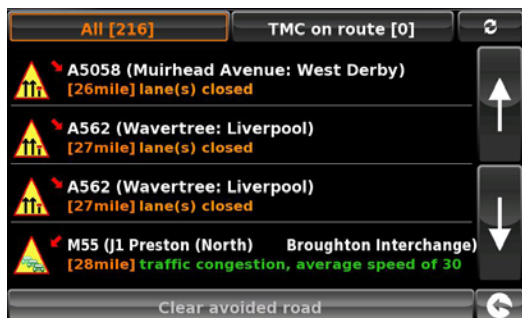 All [216]
TMC on route [0]
A5058 (Muirhead Avenue: West Derby)
[26mile] lane(s) closed
A562 (Wavertree: Liverpool)
[27mile] lane(s) closed
A562 (Wavertree: Liverpool)
[27mile] lane(s) closed
M55 (J1 Preston (North) Broughton Interchange)
[28mile] traffic congestion, average speed of 30
Clear avoided road